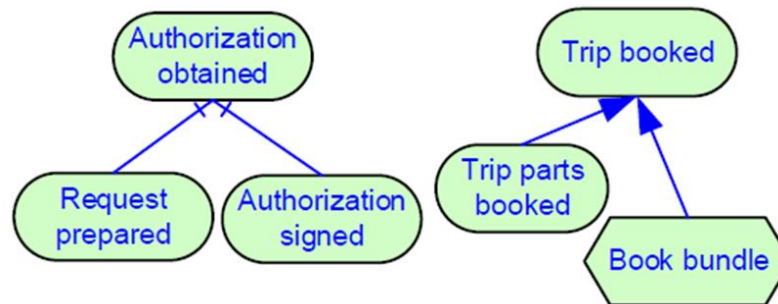 Authorization
obtained
Trip booked
Request
prepared
Authorization
signed
Trip parts
booked
Book bundle